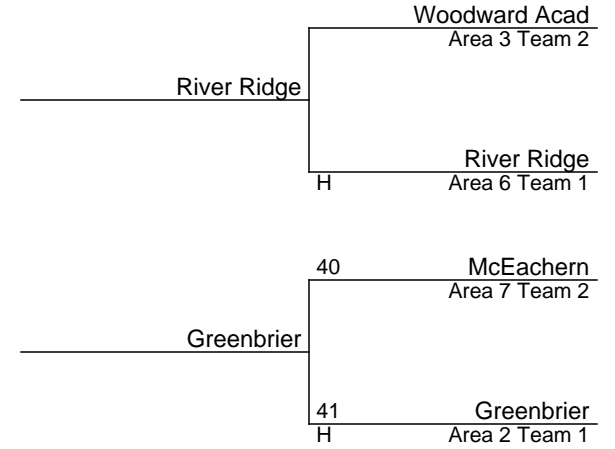 Woodward Acad
Area 3 Team 2
River Ridge
River Ridge
H Area 6 Team 1
40 McEachern
Area 7 Team 2
Greenbrier
41 Greenbrier
H Area 2 Team 1